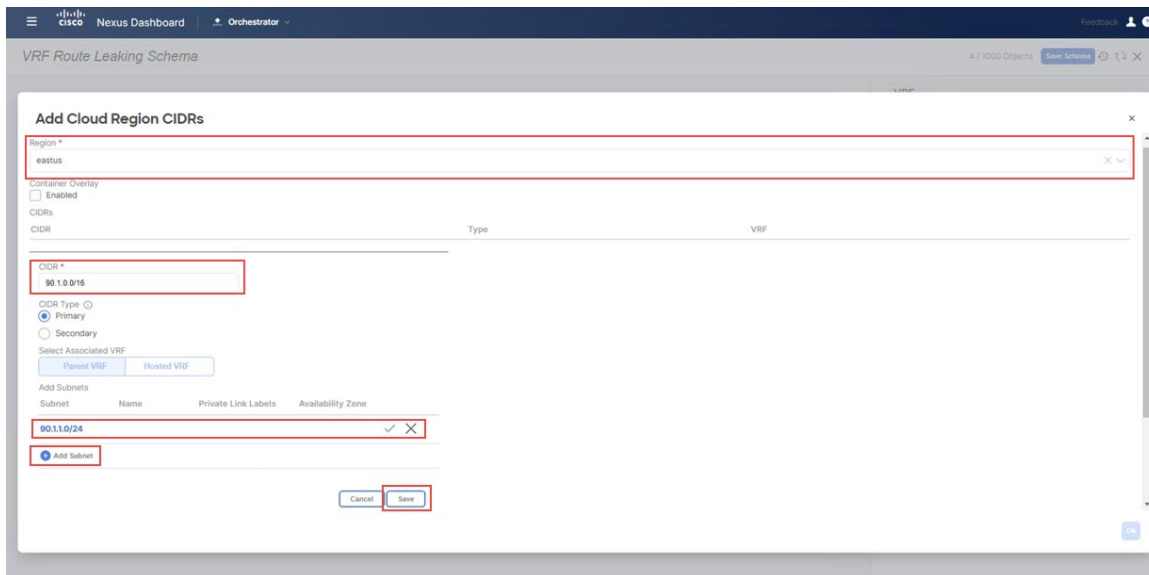 cisco Nexus Dashboard Orchestrator Feedback
VRF Route Leaking Schema 4 / 1000 Objects Save Schema
VRF
Add Cloud Region CIDRs
Region *
eastus
Container Overlay
Enabled
CIDRs
CIDR Type VRF
CIDR *
90.1.0.0/16
CIDR Type
Primary
Secondary
Select Associated VRF
Parent VRF Hosted VRF
Add Subnets
Subnet Name Private Link Labels Availability Zone
90.1.1.0/24
Add Subnet
Cancel Save